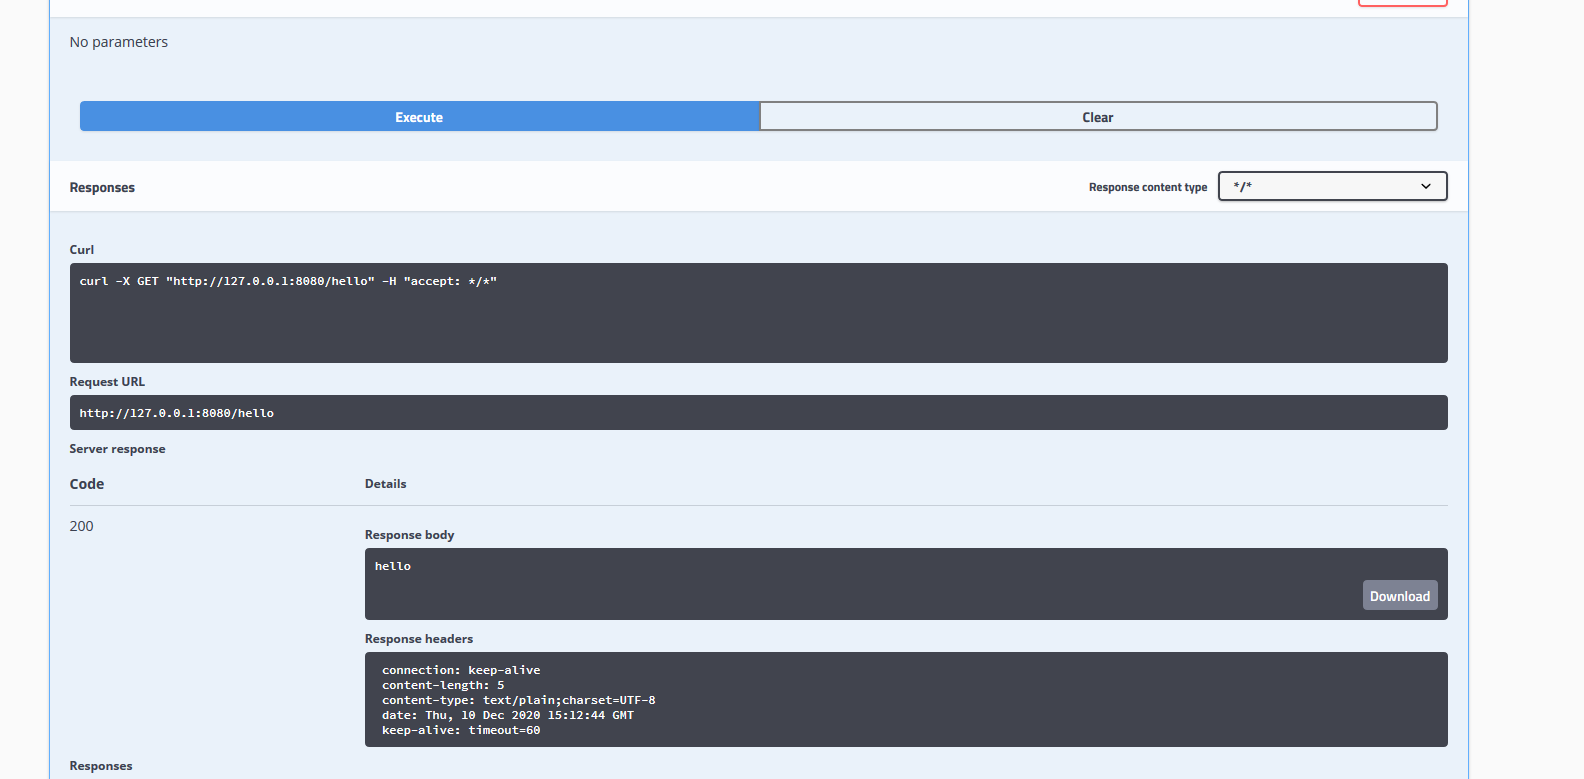 No parameters
Execute
Clear
Responses
Response content type
*/*
Curl
curl -X GET "http://127.0.0.1:8080/hello" -H "accept: */*"
Request URL
http://127.0.0.1:8080/hello
Server response
Code
Details
200
Response body
hello
Download
Response headers
connection: keep-alive
content-length: 5
content-type: text/plain;charset=UTF-8
date: Thu, 10 Dec 2020 15:12:44 GMT
keep-alive: timeout=60
Responses